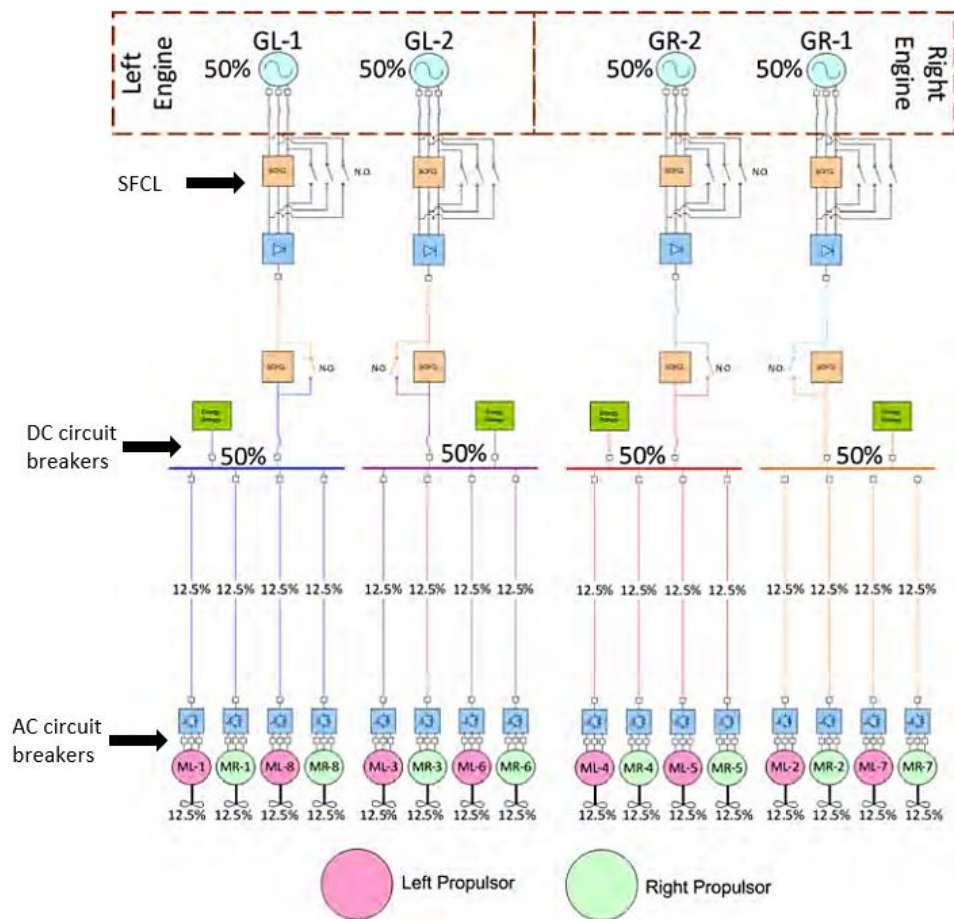 Left Engine
GL-1
GL-2
GR-2
GR-1
Right Engine
50%
50%
50%
50%
SFCL
N.O.
N.O.
N.O.
N.O.
DC circuit
breakers
50%
50%
50%
50%
12.5% 12.5% 12.5% 12.5%
12.5% 12.5% 12.5% 12.5%
12.5% 12.5% 12.5% 12.5%
12.5% 12.5% 12.5% 12.5%
AC circuit
breakers
ML-1 MR-1 ML-8 MR-8
ML-3 MR-3 ML-6 MR-6
ML-4 MR-4 ML-5 MR-5
ML-2 MR-2 ML-7 MR-7
12.5% 12.5% 12.5% 12.5%
12.5% 12.5% 12.5% 12.5%
12.5% 12.5% 12.5% 12.5%
12.5% 12.5% 12.5% 12.5%
Left Propulsor
Right Propulsor